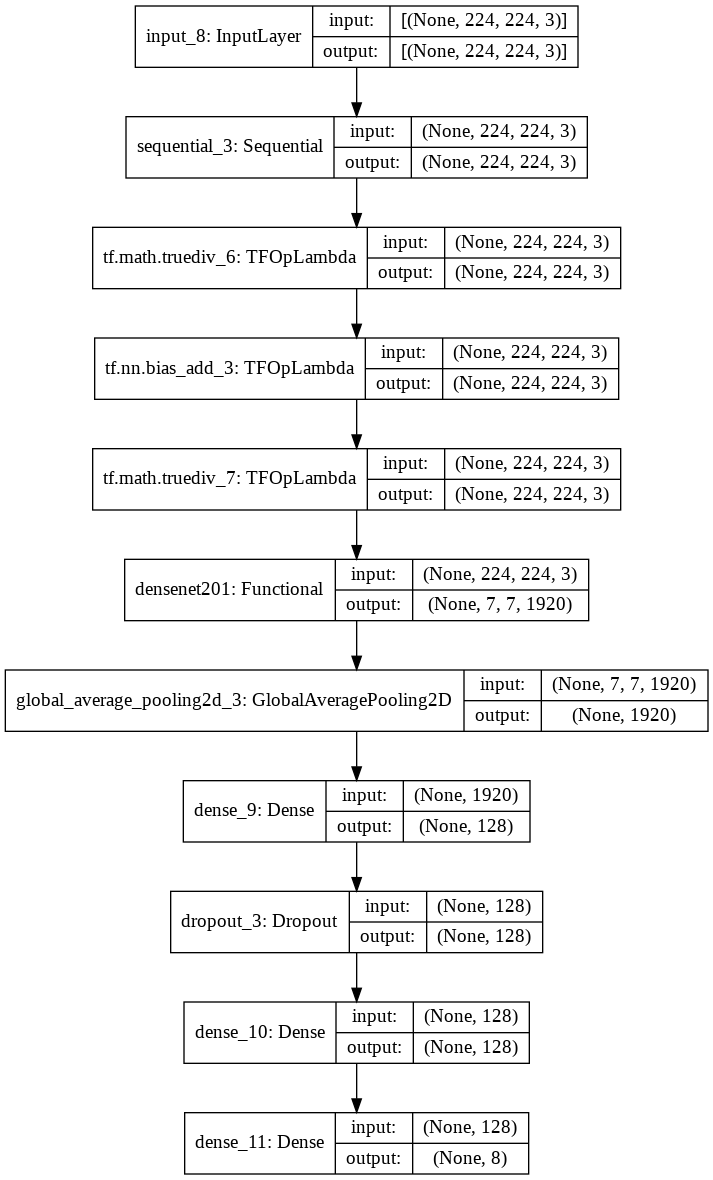 input_8: InputLayer
input:
[(None, 224, 224, 3)]
output:
[(None, 224, 224, 3)]
sequential_3: Sequential
input:
(None, 224, 224, 3)
output:
(None, 224, 224, 3)
tf.math.truediv_6: TFOpLambda
input:
(None, 224, 224, 3)
output:
(None, 224, 224, 3)
tf.nn.bias_add_3: TFOpLambda
input:
(None, 224, 224, 3)
output:
(None, 224, 224, 3)
tf.math.truediv_7: TFOpLambda
input:
(None, 224, 224, 3)
output:
(None, 224, 224, 3)
densenet201: Functional
input:
(None, 224, 224, 3)
output:
(None, 7, 7, 1920)
global_average_pooling2d_3: GlobalAveragePooling2D
input:
(None, 7, 7, 1920)
output:
(None, 1920)
dense_9: Dense
input:
(None, 1920)
output:
(None, 128)
dropout_3: Dropout
input:
(None, 128)
output:
(None, 128)
dense_10: Dense
input:
(None, 128)
output:
(None, 128)
dense_11: Dense
input:
(None, 128)
output:
(None, 8)